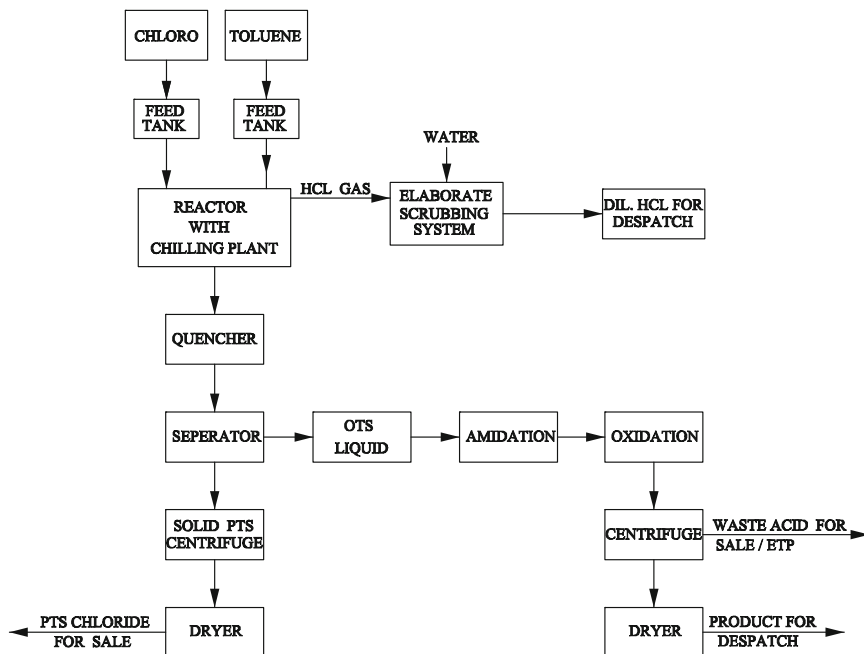 CHLORO
TOLUENE
FEED
TANK
FEED
TANK
WATER
REACTOR
WITH
CHILLING PLANT
HCL GAS
ELABORATE
SCRUBBING
SYSTEM
DIL. HCL FOR
DESPATCH
QUENCHER
SEPERATOR
OTS
LIQUID
AMIDATION
OXIDATION
SOLID PTS
CENTRIFUGE
CENTRIFUGE
WASTE ACID FOR
SALE / ETP
PTS CHLORIDE
FOR SALE
DRYER
DRYER
PRODUCT FOR
DESPATCH